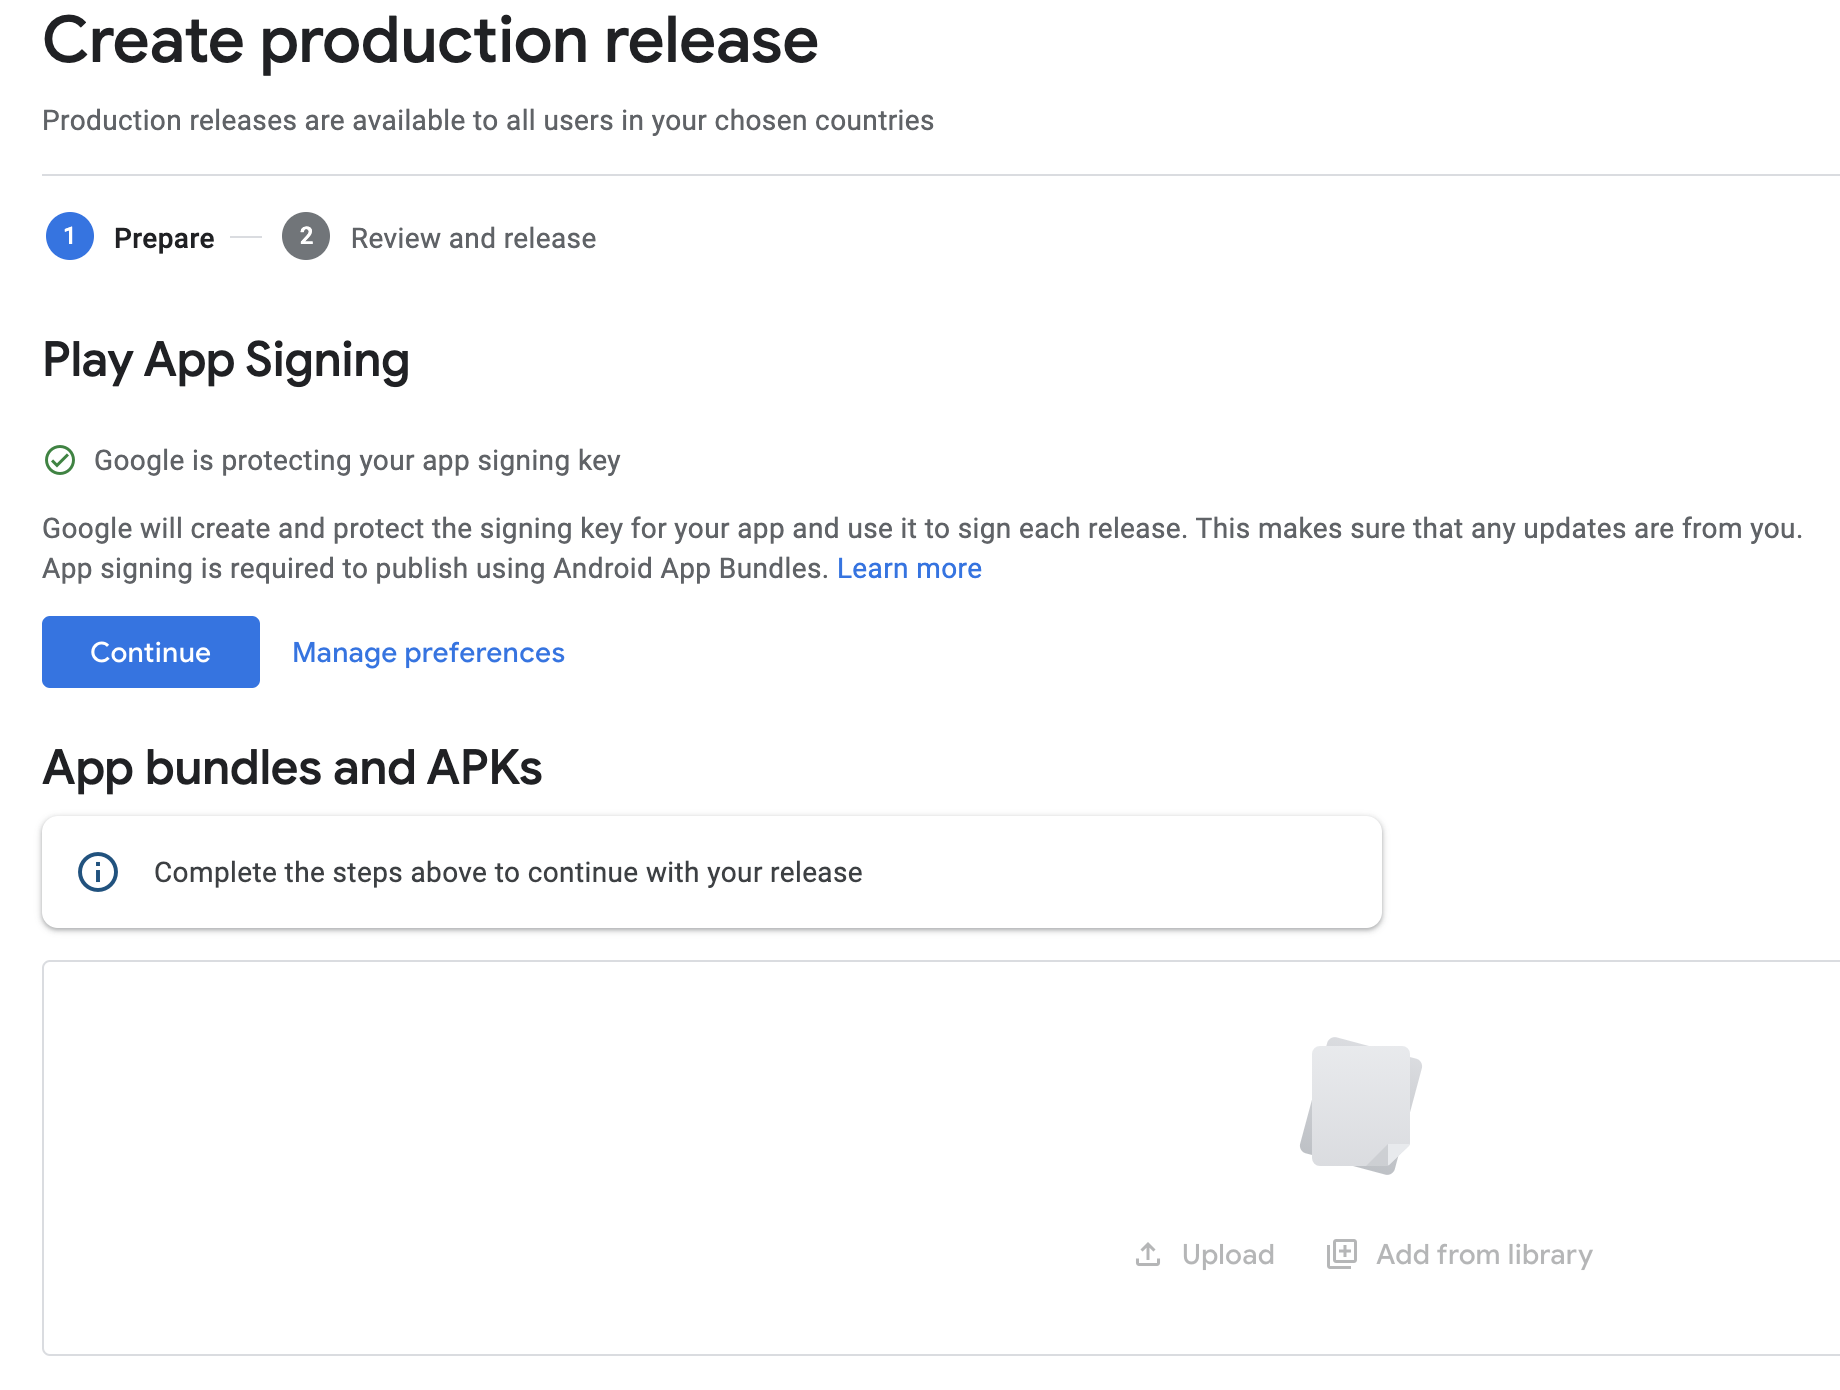 Create production release
Production releases are available to all users in your chosen countries
1 Prepare 2 Review and release
Play App Signing
Google is protecting your app signing key
Google will create and protect the signing key for your app and use it to sign each release. This makes sure that any updates are from you.
App signing is required to publish using Android App Bundles. Learn more
Continue Manage preferences
App bundles and APKs
Complete the steps above to continue with your release
Upload Add from library